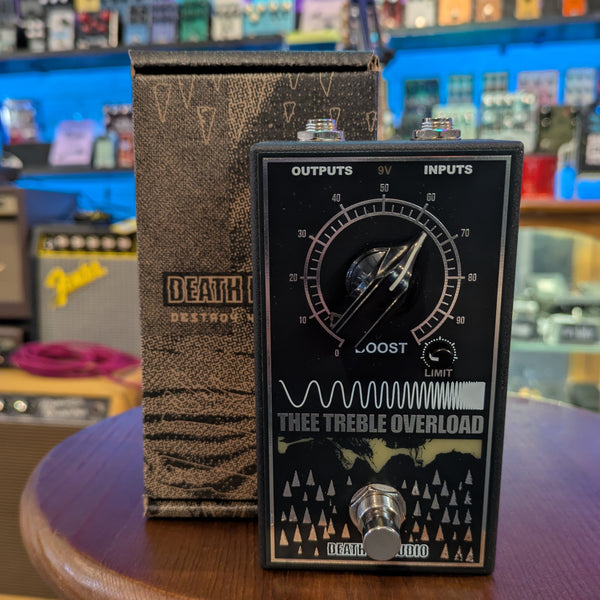 OUTPUTS 9V INPUTS
50
40 60
30 70
20 80
10 90
0
BOOST
LIMIT
THEE TREBLE OVERLOAD
DEATH AUDIO
DEATH
DESTROY
Fender